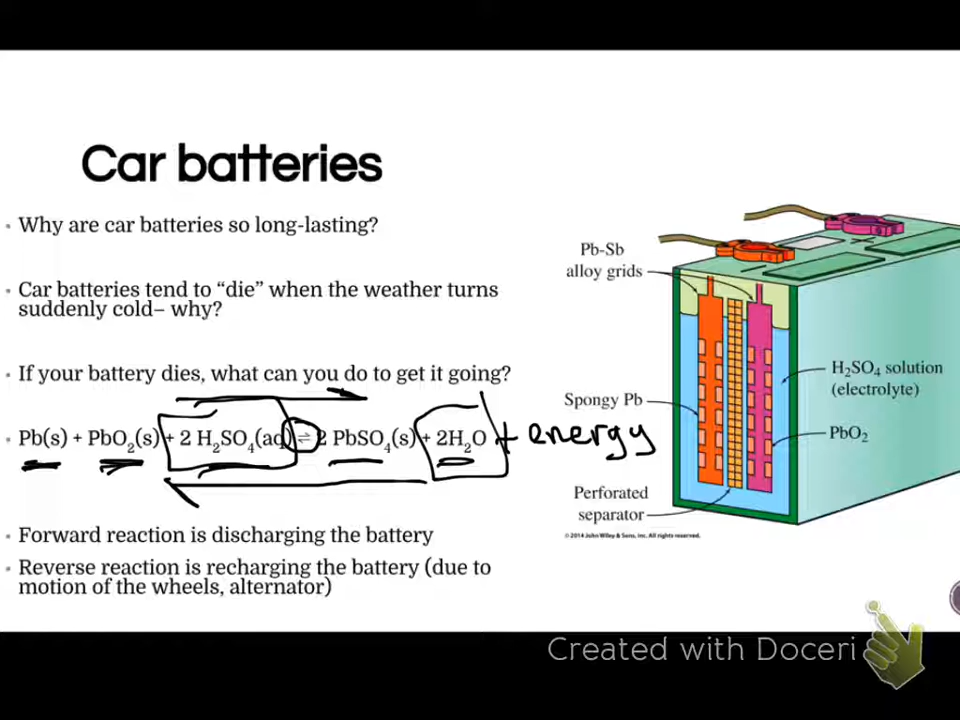 Car batteries
• Why are car batteries so long-lasting?
• Car batteries tend to “die” when the weather turns
suddenly cold– why?
• If your battery dies, what can you do to get it going?
• Pb(s) + PbO₂(s) + 2 H₂SO₄(aq) ⇌ 2 PbSO₄(s) + 2H₂O + energy
• Forward reaction is discharging the battery
• Reverse reaction is recharging the battery (due to
motion of the wheels, alternator)
Pb-Sb
alloy grids
H₂SO₄ solution
(electrolyte)
Spongy Pb
PbO₂
Perforated
separator
© 2014 John Wiley & Sons, Inc. All rights reserved.
Created with Doceri